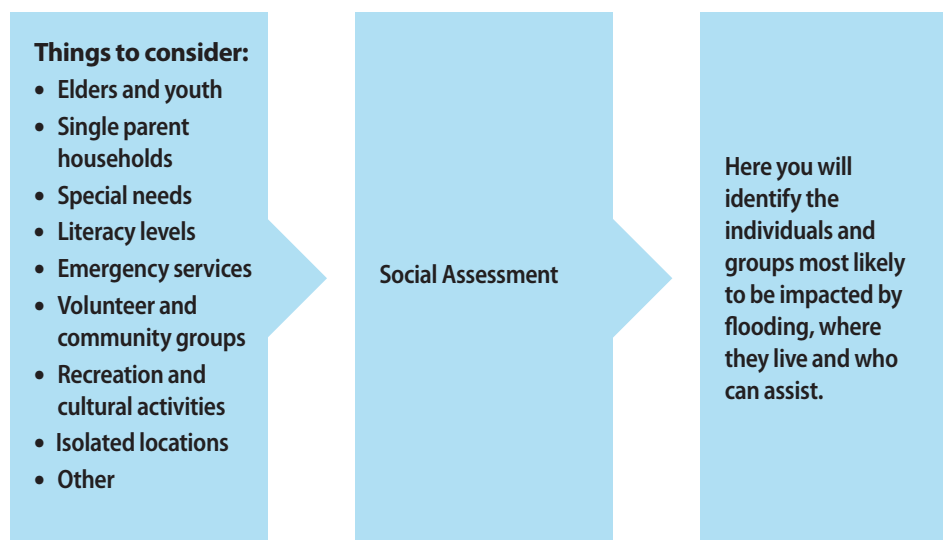 Things to consider:
• Elders and youth
• Single parent
households
• Special needs
• Literacy levels
• Emergency services
• Volunteer and
community groups
• Recreation and
cultural activities
• Isolated locations
• Other
Social Assessment
Here you will
identify the
individuals and
groups most likely
to be impacted by
flooding, where
they live and who
can assist.